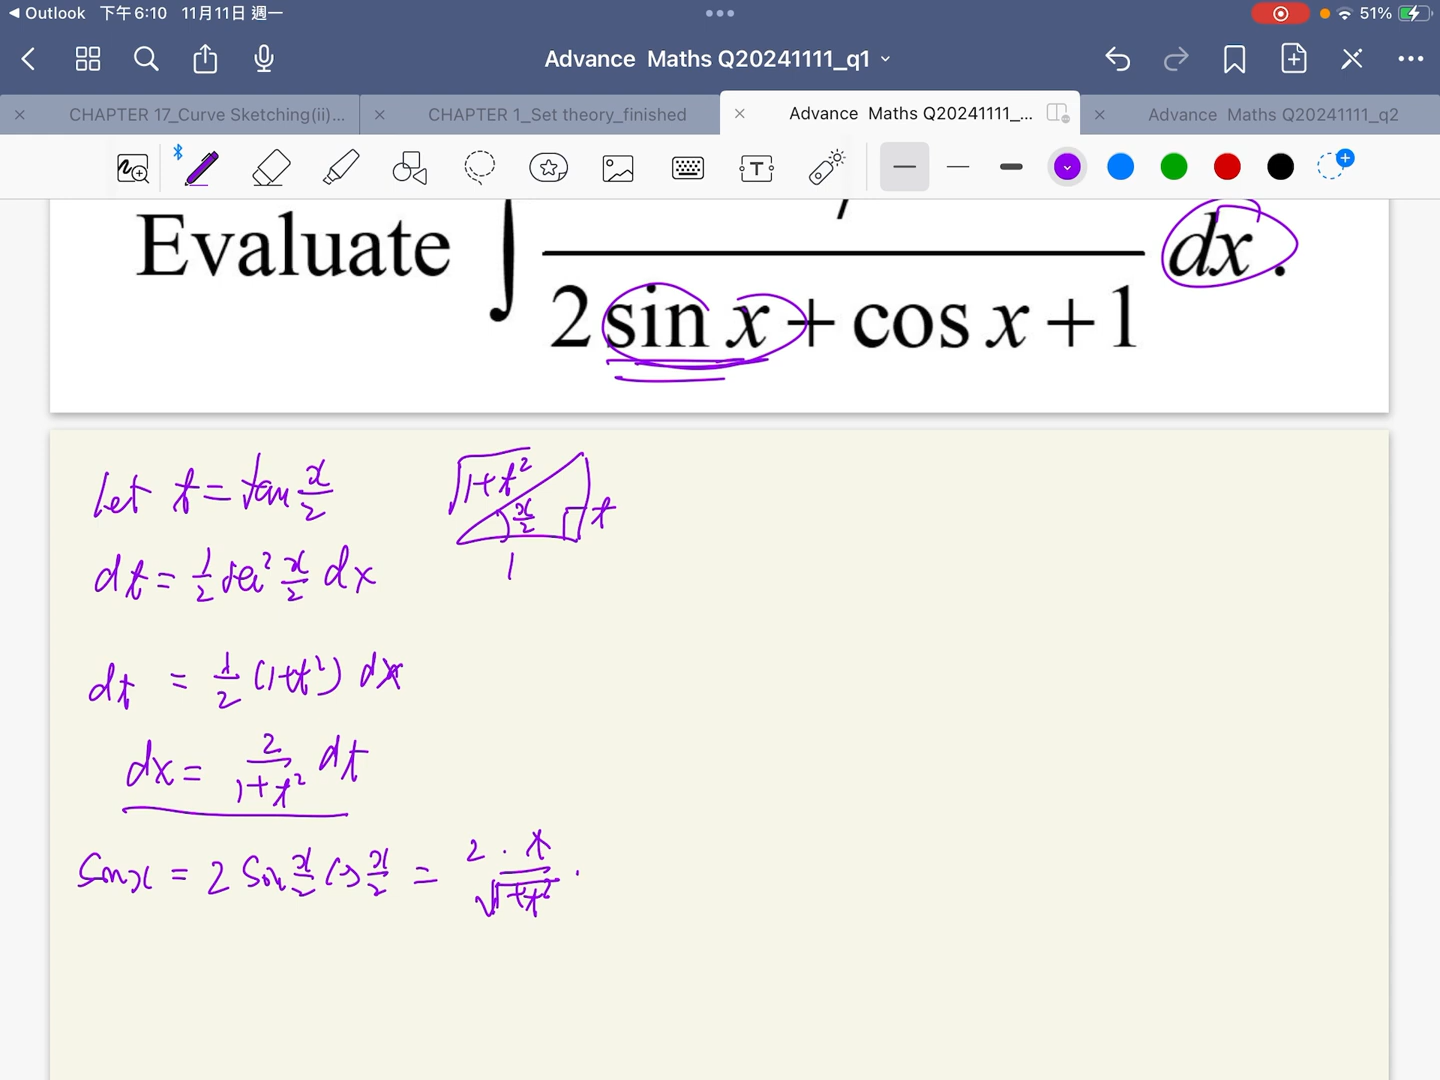 Outlook 下午6:10 11月11日 週一
51%
Advance Maths Q20241111_q1
CHAPTER 17_Curve Sketching(ii)...
CHAPTER 1_Set theory_finished
Advance Maths Q20241111_...
Advance Maths Q20241111_q2
T
Evaluate ∫ / (2 sin x + cos x + 1) dx.
Let t = tan x/2
√(1+t²)
x/2
t
1
dt = 1/2 sec² x/2 dx
dt = 1/2 (1+t²) dx
dx = 2/(1+t²) dt
Sin x = 2 Sin x/2 Cos x/2 = 2 · t/√(1+t²) ·